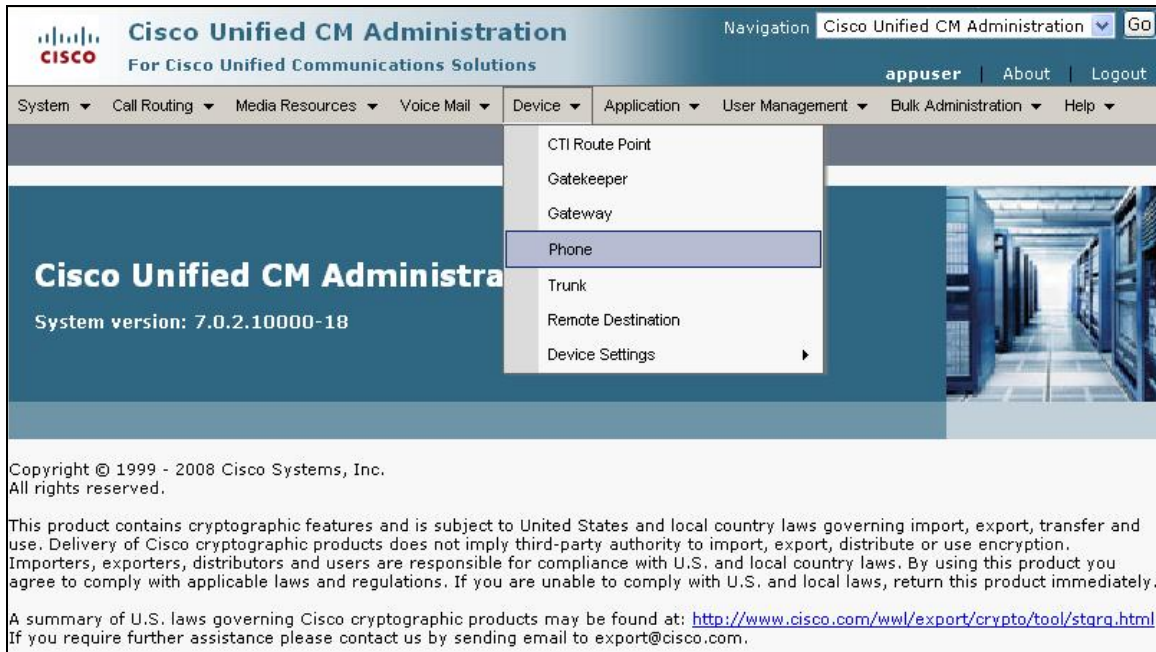 Cisco Unified CM Administration
Navigation Cisco Unified CM Administration Go
CISCO
For Cisco Unified Communications Solutions
appuser | About | Logout
System Call Routing Media Resources Voice Mail Device Application User Management Bulk Administration Help
CTI Route Point
Gatekeeper
Gateway
Phone
Trunk
Remote Destination
Device Settings
Cisco Unified CM Administra
System version: 7.0.2.10000-18
Copyright © 1999 - 2008 Cisco Systems, Inc.
All rights reserved.
This product contains cryptographic features and is subject to United States and local country laws governing import, export, transfer and
use. Delivery of Cisco cryptographic products does not imply third-party authority to import, export, distribute or use encryption.
Importers, exporters, distributors and users are responsible for compliance with U.S. and local country laws. By using this product you
agree to comply with applicable laws and regulations. If you are unable to comply with U.S. and local laws, return this product immediately.
A summary of U.S. laws governing Cisco cryptographic products may be found at: http://www.cisco.com/wwl/export/crypto/tool/stqrg.html
If you require further assistance please contact us by sending email to export@cisco.com.